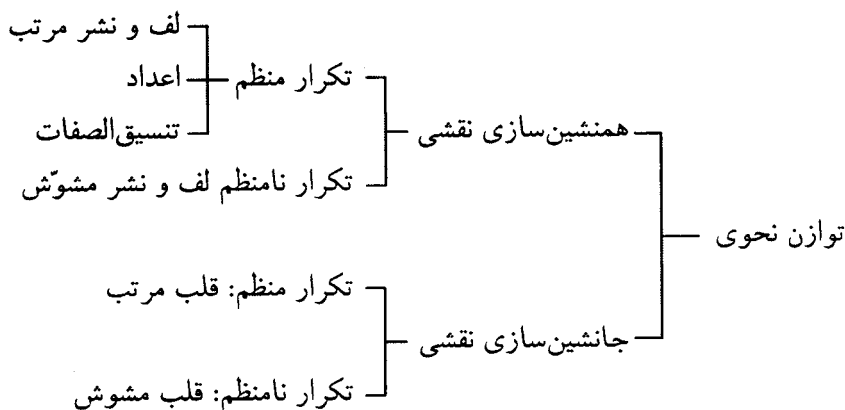 لف و نشر مرتب
تکرار منظم
اعداد
تنسیق‌الصفات
همنشین‌سازی نقشی
تکرار نامنظم لف و نشر مشوّش
توازن نحوی
تکرار منظم: قلب مرتب
جانشین‌سازی نقشی
تکرار نامنظم: قلب مشوش